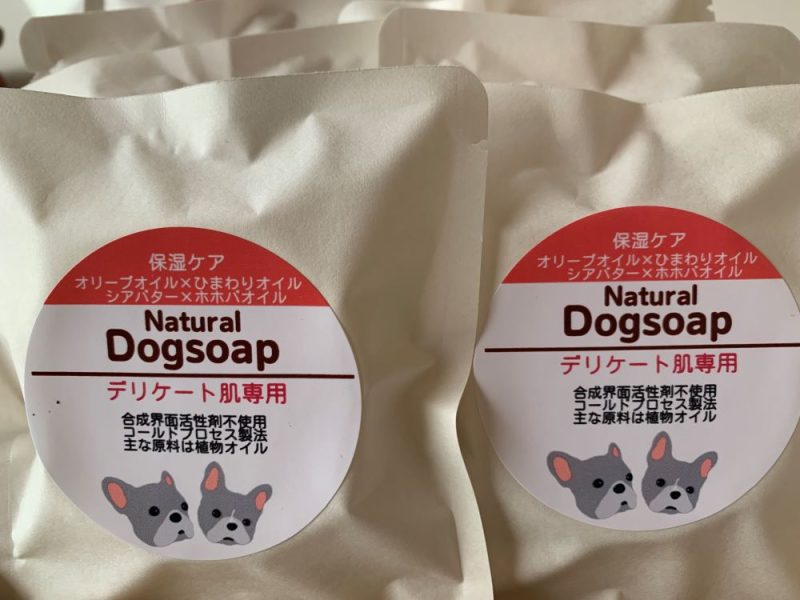 保湿ケア
オリーブオイル×ひまわりオイル
シアバター×ホホバオイル
Natural
Dogsoap
デリケート肌専用
合成界面活性剤不使用
コールドプロセス製法
主な原料は植物オイル
保湿ケア
オリーブオイル×ひまわりオイル
シアバター×ホホバオイル
Natural
Dogsoap
デリケート肌専用
合成界面活性剤不使用
コールドプロセス製法
主な原料は植物オイル